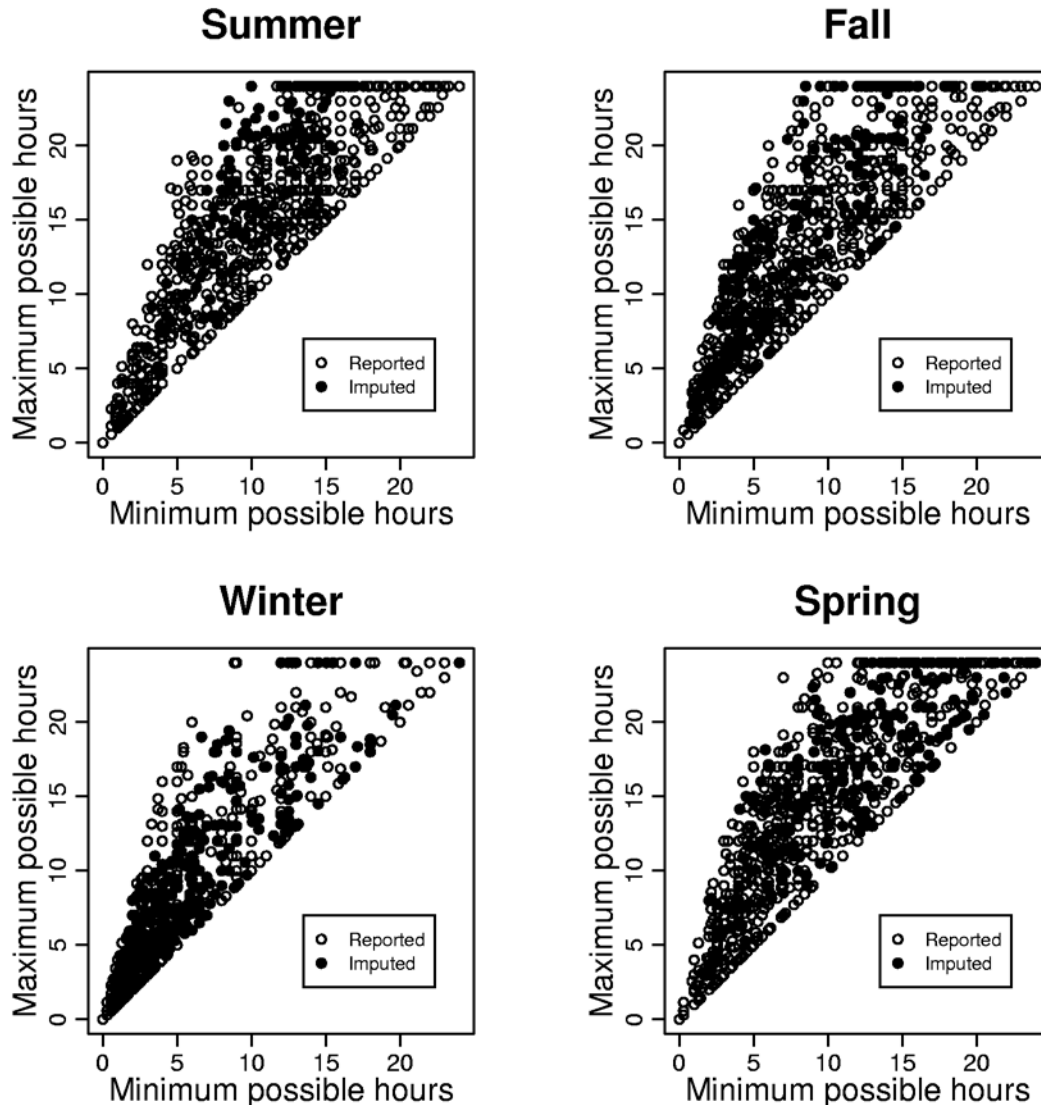 Summer
Maximum possible hours
20
15
10
5
0
Reported
Imputed
0 5 10 15 20
Minimum possible hours
Fall
Maximum possible hours
20
15
10
5
0
Reported
Imputed
0 5 10 15 20
Minimum possible hours
Winter
Maximum possible hours
20
15
10
5
0
Reported
Imputed
0 5 10 15 20
Minimum possible hours
Spring
Maximum possible hours
20
15
10
5
0
Reported
Imputed
0 5 10 15 20
Minimum possible hours